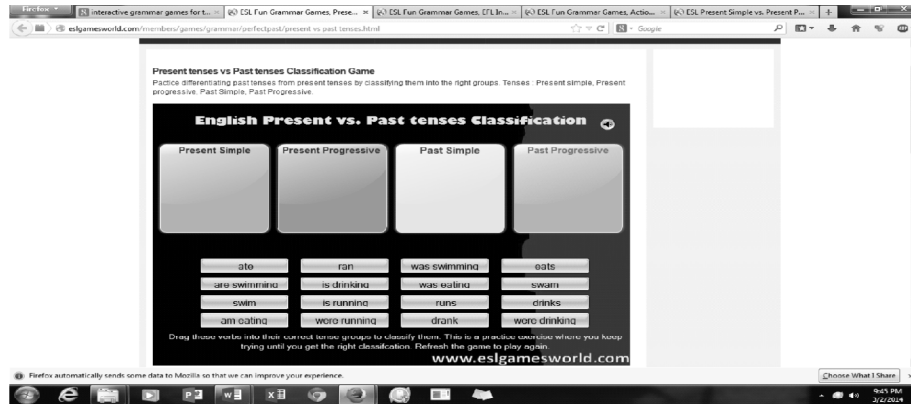 Firefox
interactive grammar games for t...
ESL Fun Grammar Games, Prese...
ESL Fun Grammar Games, EFL In...
ESL Fun Grammar Games, Actio...
ESL Present Simple vs. Present P...
eslgamesworld.com/members/games/grammar/perfectpast/present vs past tenses.html
Google
Present tenses vs Past tenses Classification Game
Pactice differentiating past tenses from present tenses by classifying them into the right groups. Tenses : Present simple, Present
progressive, Past Simple, Past Progressive.
English Present vs. Past tenses Classification
Present Simple Present Progressive Past Simple Past Progressive
ate ran was swimming eats
are swimming is drinking was eating swam
swim is running runs drinks
am eating were running drank were drinking
Drag these verbs into their correct tense groups to classify them. This is a practice exercise where you keep
trying until you get the right classifcation. Refresh the game to play again.
www.eslgamesworld.com
Firefox automatically sends some data to Mozilla so that we can improve your experience.
Choose What I Share
9:45 PM
3/2/2014